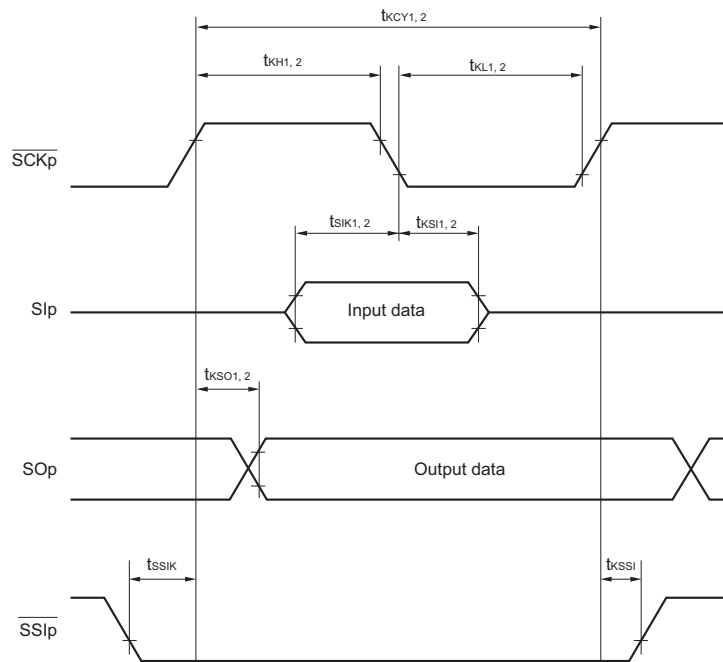 tKCY1, 2
tKH1, 2
tKL1, 2
SCKp
tSIK1, 2
tKSI1, 2
SIp
Input data
tKSO1, 2
SOp
Output data
tSSIK
tKSSI
SSIp